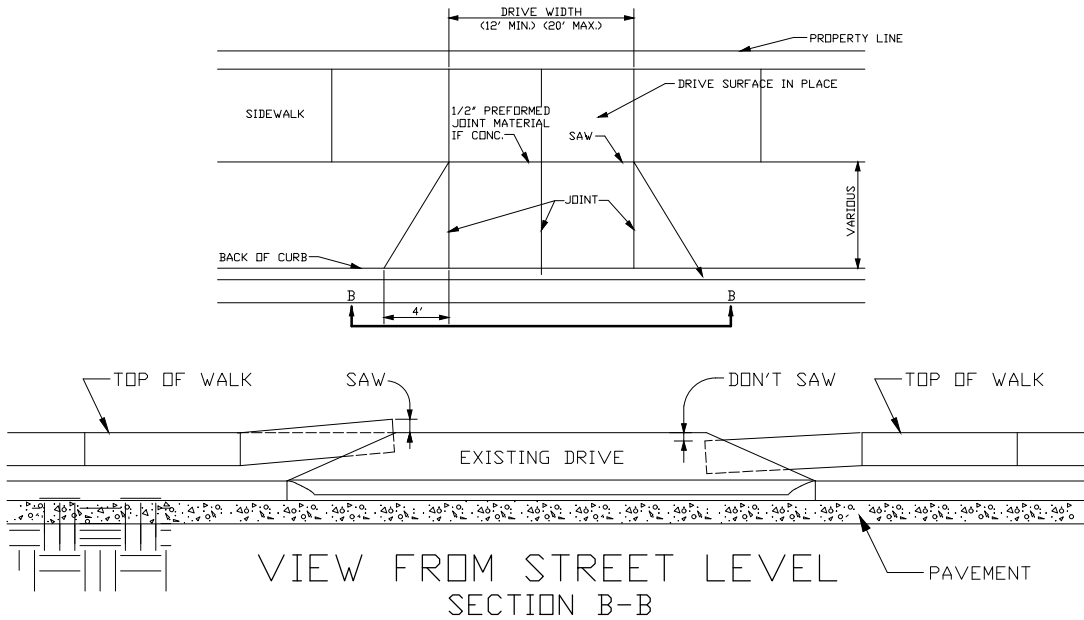 DRIVE WIDTH
(12' MIN.) (20' MAX.)
PROPERTY LINE
DRIVE SURFACE IN PLACE
SIDEWALK
1/2" PREFORMED
JOINT MATERIAL
IF CONC.
SAW
JOINT
VARIOUS
BACK OF CURB
B
B
4'
TOP OF WALK
SAW
DON'T SAW
TOP OF WALK
EXISTING DRIVE
VIEW FROM STREET LEVEL
PAVEMENT
SECTION B-B